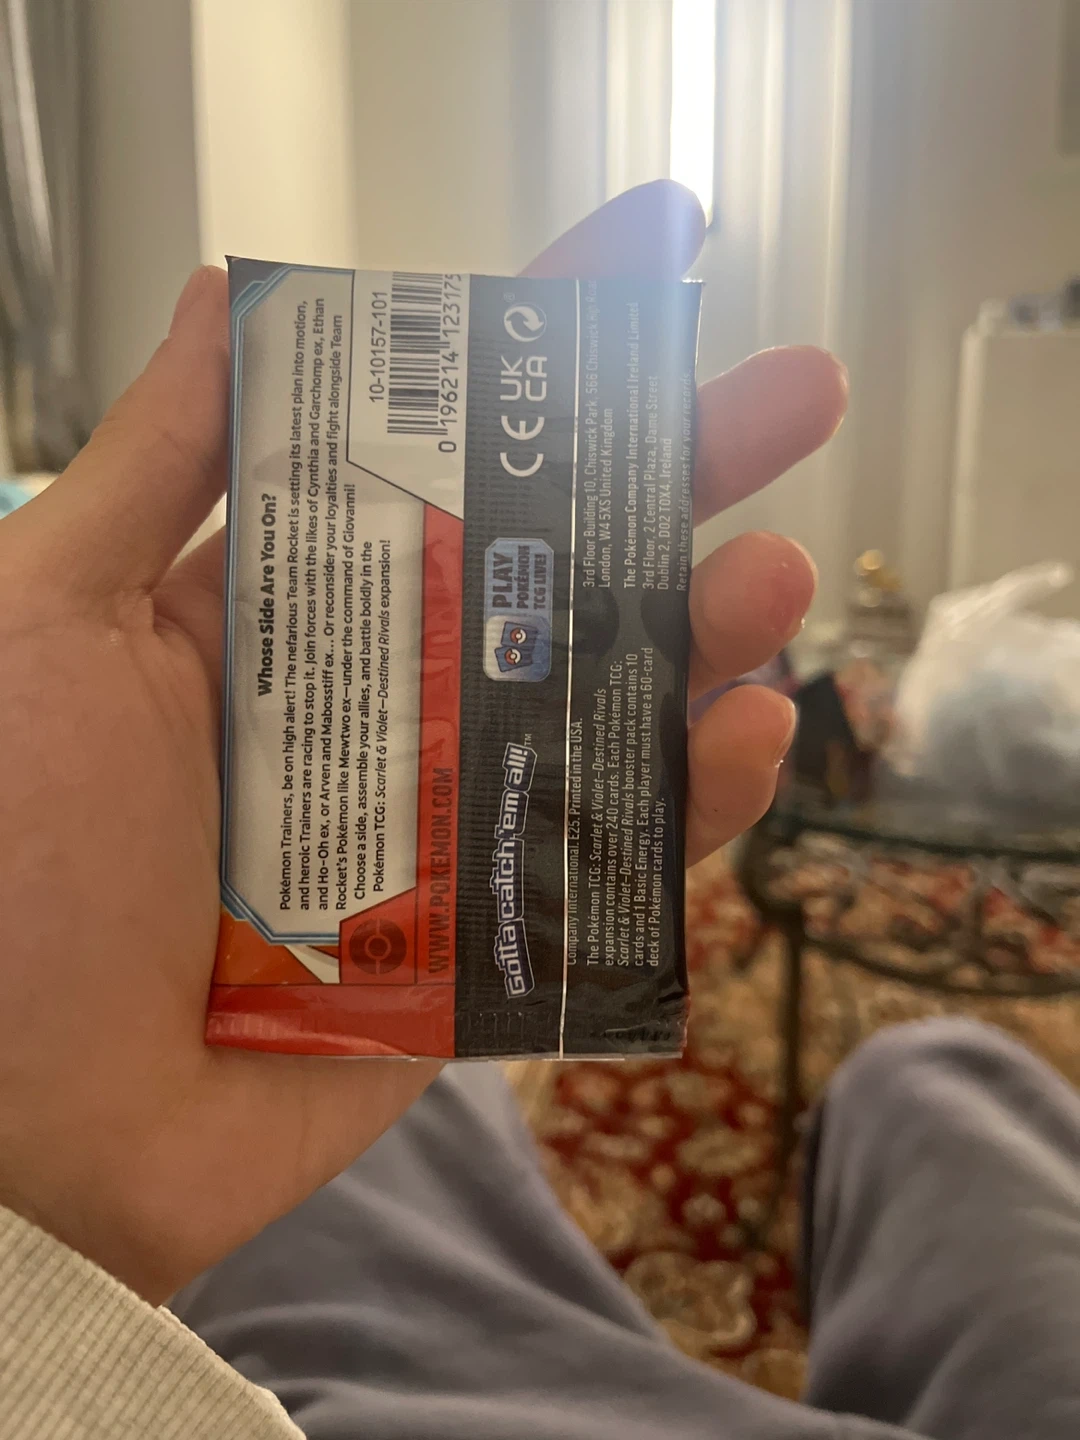 Whose Side Are You On?
Pokémon Trainers, be on high alert! The nefarious Team Rocket is setting its latest plan into motion,
and heroic Trainers are racing to stop it. Join forces with the likes of Cynthia and Garchomp ex, Ethan
and Ho-Oh ex, or Arven and Mabosstiff ex... Or reconsider your loyalties and fight alongside Team
Rocket's Pokémon like Mewtwo ex—under the command of Giovanni!
Choose a side, assemble your allies, and battle boldly in the
Pokémon TCG: Scarlet & Violet—Destined Rivals expansion!
10-10157-101
0 196214 123175
WWW.POKEMON.COM
Gotta catch 'em all!™
PLAY
POKÉMON
TCG LIVE!
CE UK
CA
®
Company International. E25. Printed in the USA.
The Pokémon TCG: Scarlet & Violet—Destined Rivals
expansion contains over 240 cards. Each Pokémon TCG:
Scarlet & Violet—Destined Rivals booster pack contains 10
cards and 1 Basic Energy. Each player must have a 60-card
deck of Pokémon cards to play.
3rd Floor Building 10, Chiswick Park, 566 Chiswick High Road
London, W4 5XS United Kingdom
The Pokémon Company International Ireland Limited
3rd Floor, 2 Central Plaza, Dame Street
Dublin 2, D02 T0X4, Ireland
Retain these addresses for your records.